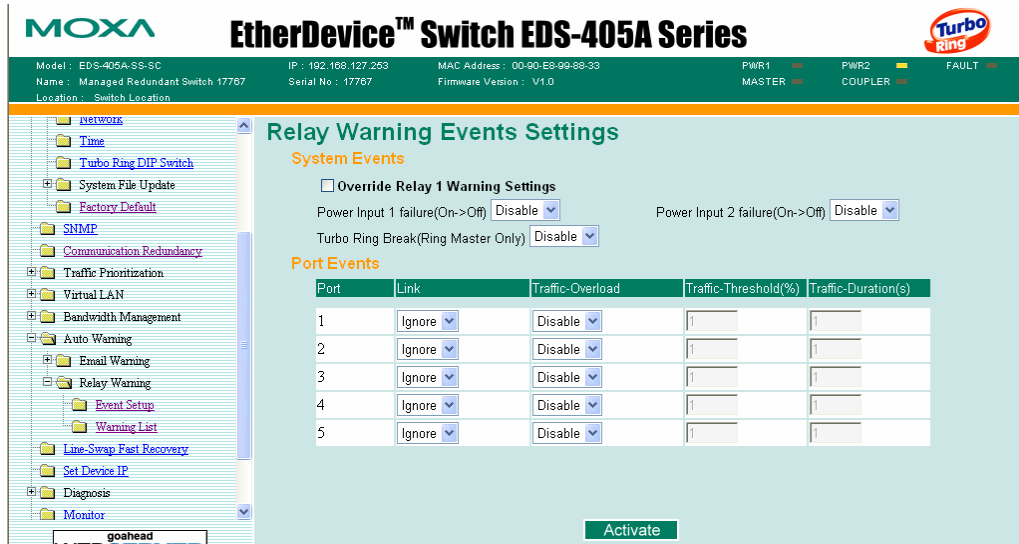 MOXA EtherDevice™ Switch EDS-405A Series Turbo Ring
Model : EDS-405A-SS-SC IP : 192.168.127.253 MAC Address : 00-90-E8-99-88-33 PWR1 PWR2 FAULT
Name : Managed Redundant Switch 17767 Serial No : 17767 Firmware Version : V1.0 MASTER COUPLER
Location : Switch Location
Network
Time
Turbo Ring DIP Switch
System File Update
Factory Default
SNMP
Communication Redundancy
Traffic Prioritization
Virtual LAN
Bandwidth Management
Auto Warning
Email Warning
Relay Warning
Event Setup
Warning List
Line-Swap Fast Recovery
Set Device IP
Diagnosis
Monitor
goahead
WEBSERVER
Relay Warning Events Settings
System Events
Override Relay 1 Warning Settings
Power Input 1 failure(On->Off) Disable Power Input 2 failure(On->Off) Disable
Turbo Ring Break(Ring Master Only) Disable
Port Events
Port Link Traffic-Overload Traffic-Threshold(%) Traffic-Duration(s)
1 Ignore Disable 1 1
2 Ignore Disable 1 1
3 Ignore Disable 1 1
4 Ignore Disable 1 1
5 Ignore Disable 1 1
Activate